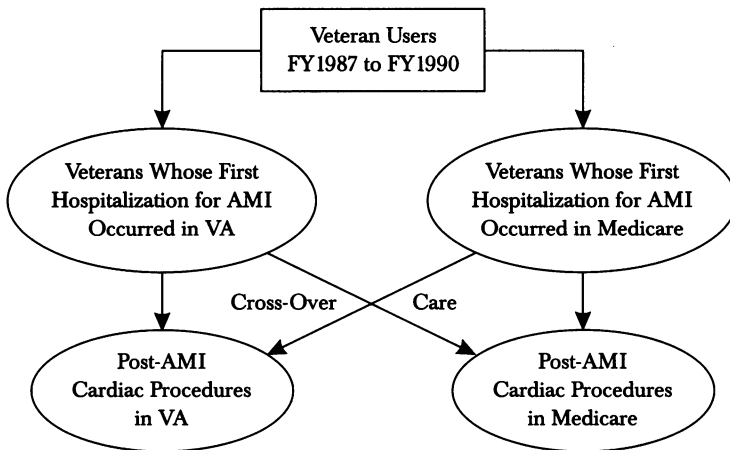 Veteran Users
FY1987 to FY1990
Veterans Whose First
Hospitalization for AMI
Occurred in VA
Veterans Whose First
Hospitalization for AMI
Occurred in Medicare
Cross-Over
Care
Post-AMI
Cardiac Procedures
in VA
Post-AMI
Cardiac Procedures
in Medicare